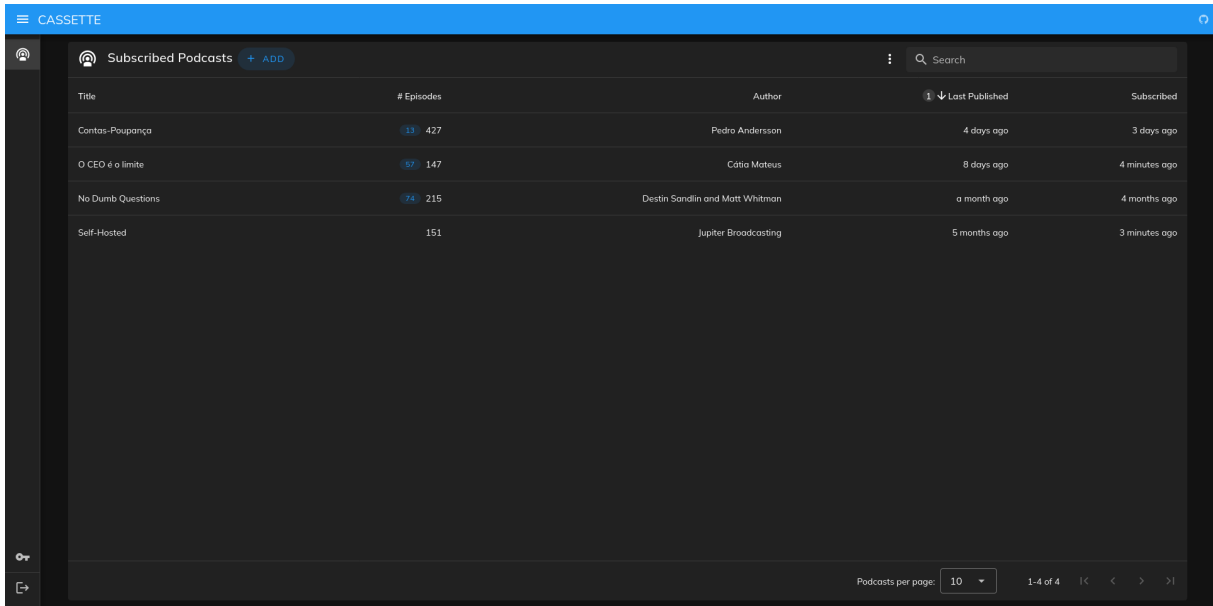 CASSETTE
Subscribed Podcasts + ADD Search
Title # Episodes Author 1 Last Published Subscribed
Contas-Poupança 13 427 Pedro Andersson 4 days ago 3 days ago
O CEO é o limite 57 147 Cátia Mateus 8 days ago 4 minutes ago
No Dumb Questions 74 215 Destin Sandlin and Matt Whitman a month ago 4 months ago
Self-Hosted 151 Jupiter Broadcasting 5 months ago 3 minutes ago
Podcasts per page: 10 1-4 of 4